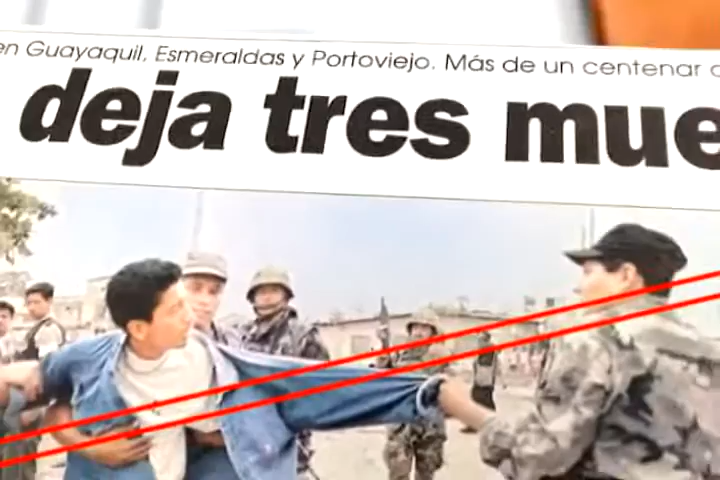 en Guayaquil, Esmeraldas y Portoviejo. Más de un centenar
deja tres mue